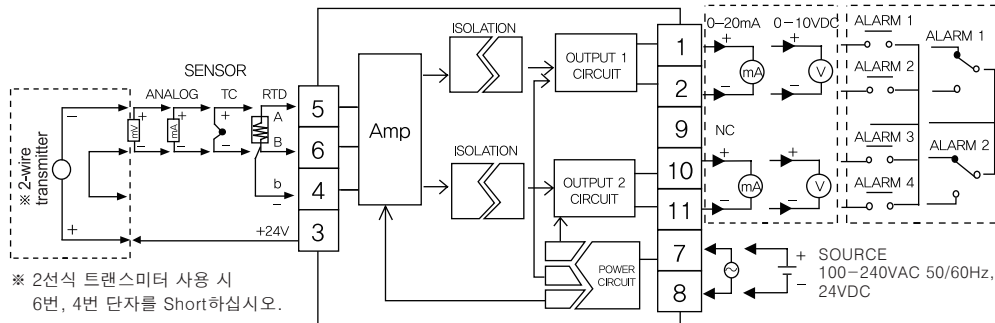 SENSOR
ANALOG TC RTD
A
B
b
−
+ − + − + −
mV mA
− +
※ 2-wire transmitter
+24V
5
6
4
3
Amp
ISOLATION
ISOLATION
OUTPUT 1 CIRCUIT
OUTPUT 2 CIRCUIT
POWER CIRCUIT
1
2
9
10
11
7
8
0−20mA 0−10VDC
+ +
mA V
− −
NC
+ +
mA V
− −
ALARM 1
ALARM 2
ALARM 3
ALARM 4
ALARM 1
ALARM 2
+ SOURCE
− 100−240VAC 50/60Hz,
24VDC
※ 2선식 트랜스미터 사용 시
6번, 4번 단자를 Short하십시오.